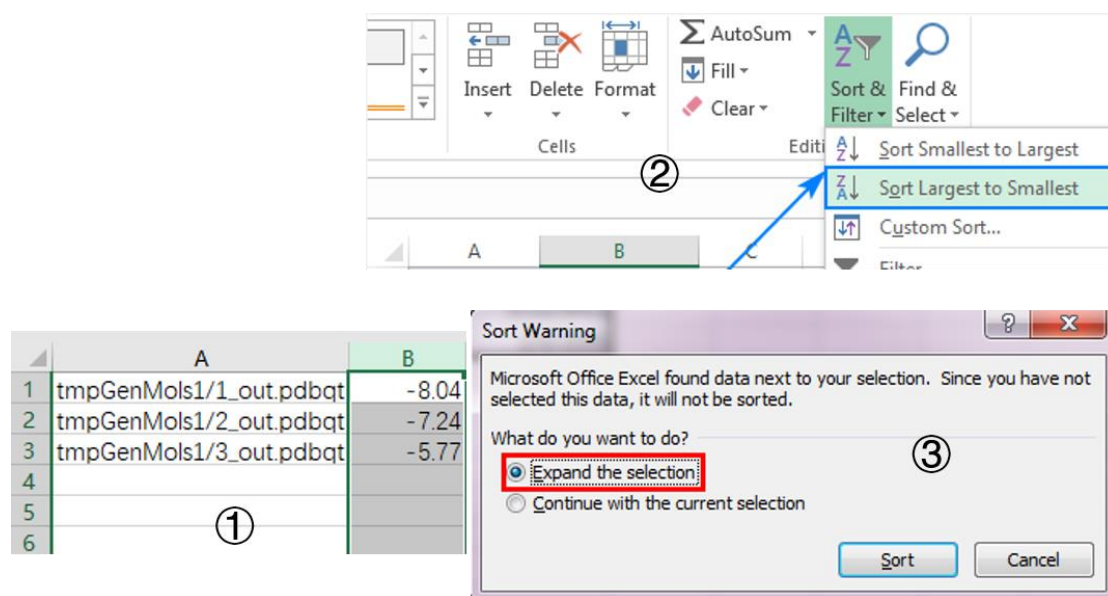 AutoSum
Fill
Clear
Insert Delete Format
Sort & Find &
Filter Select
Cells
Editi
Sort Smallest to Largest
Sort Largest to Smallest
Custom Sort...
Filter
②
A B C
A B
1 tmpGenMols1/1_out.pdbqt -8.04
2 tmpGenMols1/2_out.pdbqt -7.24
3 tmpGenMols1/3_out.pdbqt -5.77
4
5
6
①
Sort Warning
Microsoft Office Excel found data next to your selection. Since you have not
selected this data, it will not be sorted.
What do you want to do?
Expand the selection
Continue with the current selection
③
Sort Cancel